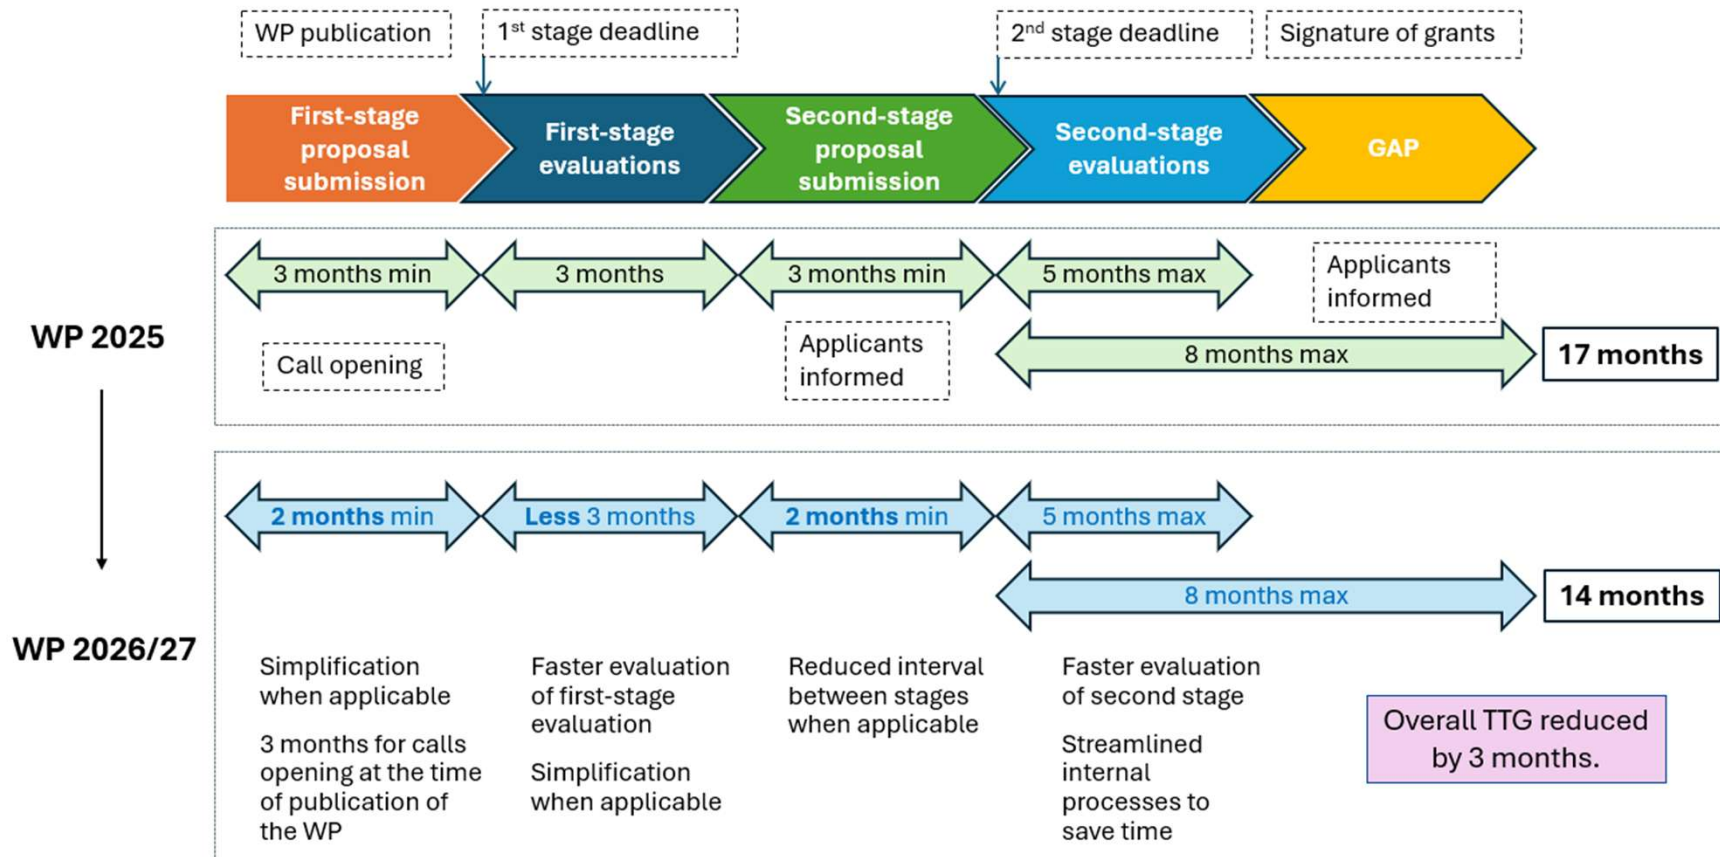 WP publication
1st stage deadline
2nd stage deadline
Signature of grants
First-stage
proposal
submission
First-stage
evaluations
Second-stage
proposal
submission
Second-stage
evaluations
GAP
WP 2025
3 months min
3 months
3 months min
5 months max
Applicants
informed
Call opening
Applicants
informed
8 months max
17 months
WP 2026/27
2 months min
Less 3 months
2 months min
5 months max
8 months max
14 months
Simplification
when applicable
3 months for calls
opening at the time
of publication of
the WP
Faster evaluation
of first-stage
evaluation
Simplification
when applicable
Reduced interval
between stages
when applicable
Faster evaluation
of second stage
Streamlined
internal
processes to
save time
Overall TTG reduced
by 3 months.